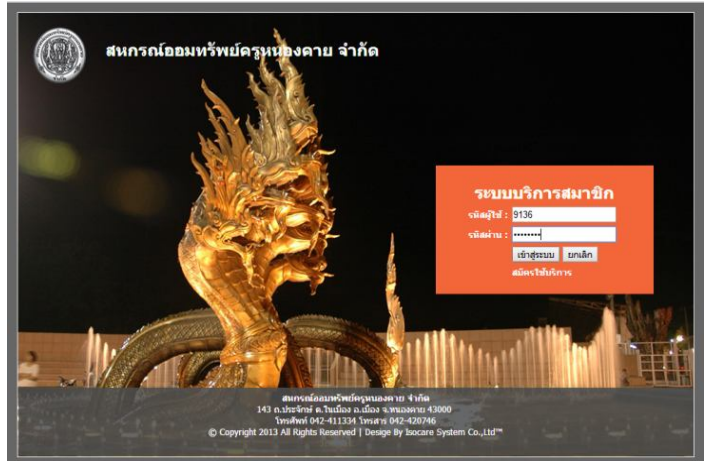 สหกรณ์ออมทรัพย์ครูหนองคาย จำกัด
ระบบบริการสมาชิก
รหัสผู้ใช้ : 9136
รหัสผ่าน : ••••••••
เข้าสู่ระบบ ยกเลิก
สมัครใช้บริการ
สหกรณ์ออมทรัพย์ครูหนองคาย จำกัด
143 ถ.ประจักษ์ ต.ในเมือง อ.เมือง จ.หนองคาย 43000
โทรศัพท์ 042-411334 โทรสาร 042-420746
© Copyright 2013 All Rights Reserved | Desige By Isocare System Co.,Ltd™